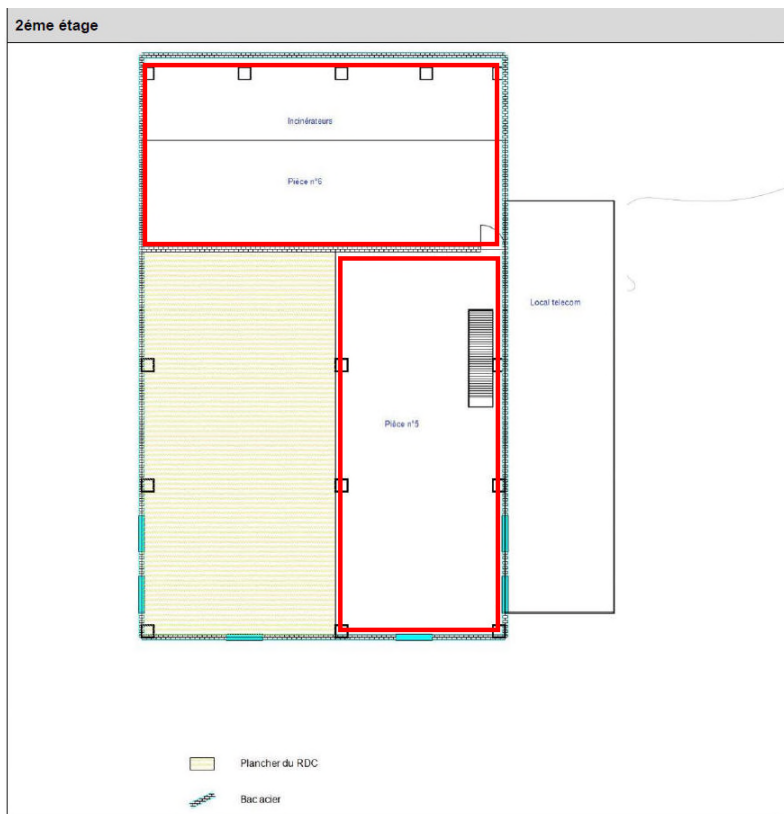 2éme étage
Incinérateurs
Pièce n°6
Local telecom
Pièce n°5
Plancher du RDC
Bac acier